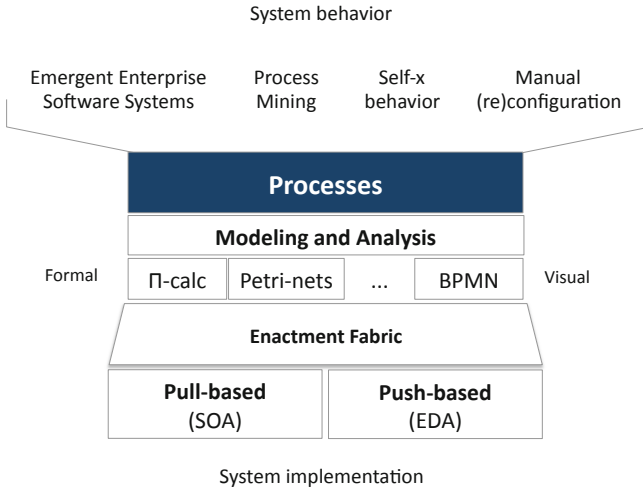 System behavior
Emergent Enterprise Software Systems
Process Mining
Self-x behavior
Manual (re)configuration
Processes
Modeling and Analysis
Formal
Π-calc
Petri-nets
...
BPMN
Visual
Enactment Fabric
Pull-based
(SOA)
Push-based
(EDA)
System implementation